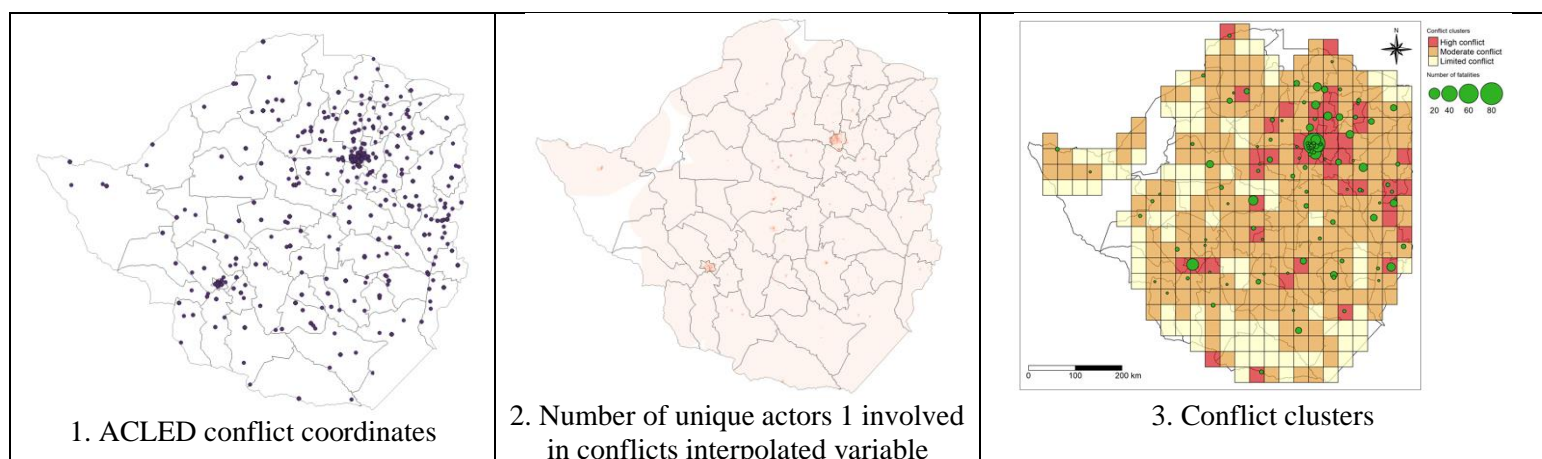 N
Conflict clusters
High conflict
Moderate conflict
Limited conflict
Number of fatalities
20 40 60 80
0 100 200 km
1. ACLED conflict coordinates
2. Number of unique actors 1 involved
in conflicts interpolated variable
3. Conflict clusters